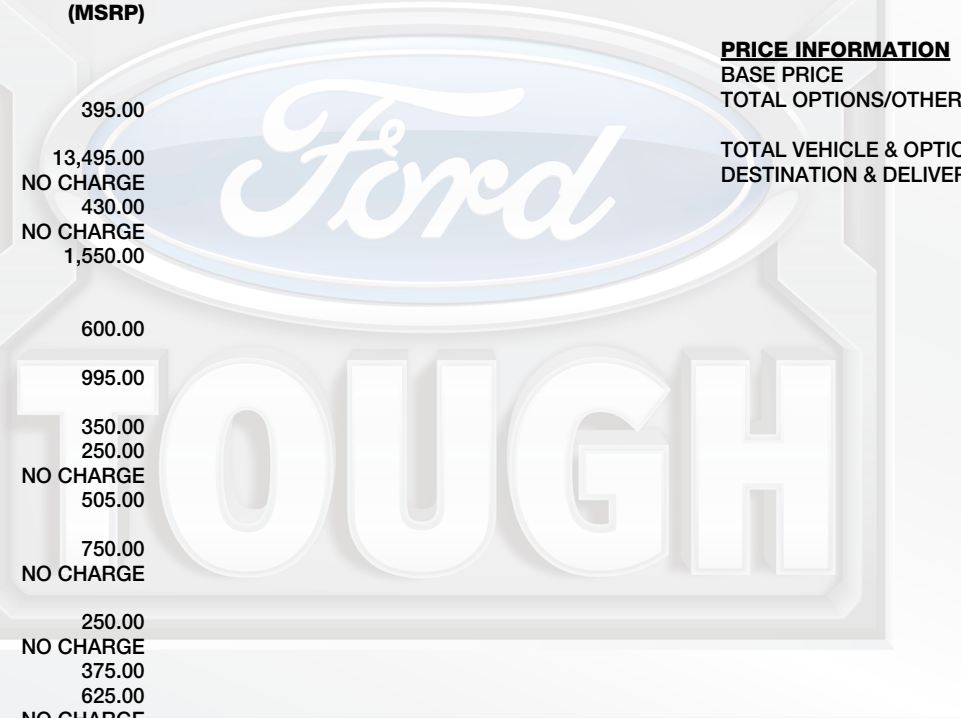 (MSRP)
395.00
13,495.00
NO CHARGE
430.00
NO CHARGE
1,550.00
600.00
995.00
350.00
250.00
NO CHARGE
505.00
750.00
NO CHARGE
250.00
NO CHARGE
375.00
625.00
NO CHARGE
PRICE INFORMATION
BASE PRICE
TOTAL OPTIONS/OTHER
TOTAL VEHICLE & OPTIO
DESTINATION & DELIVER
Ford
TOUGH